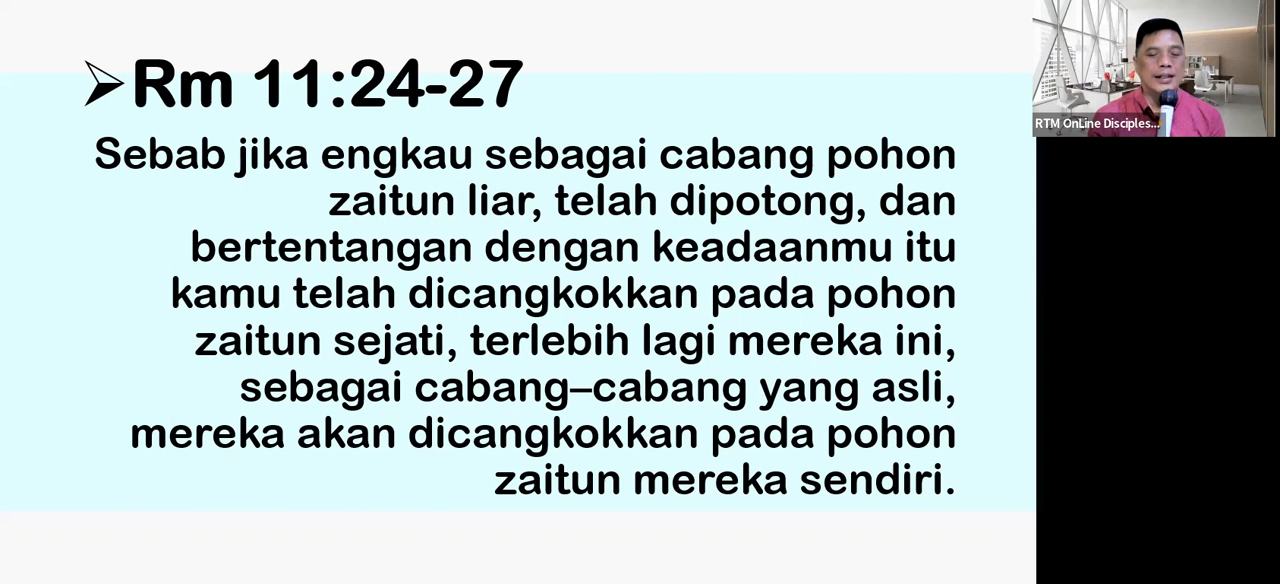 ➢Rm 11:24-27
Sebab jika engkau sebagai cabang pohon
zaitun liar, telah dipotong, dan
bertentangan dengan keadaanmu itu
kamu telah dicangkokkan pada pohon
zaitun sejati, terlebih lagi mereka ini,
sebagai cabang–cabang yang asli,
mereka akan dicangkokkan pada pohon
zaitun mereka sendiri.
RTM OnLine Disciples...